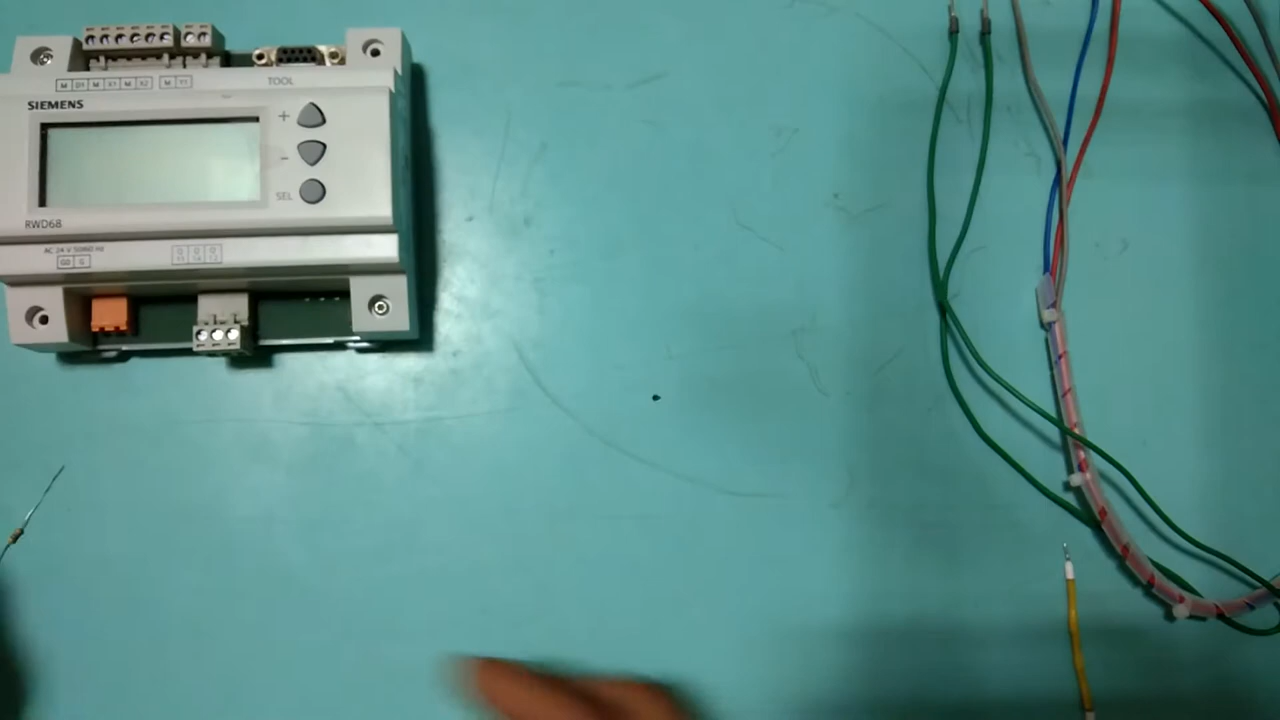 M D1 M X1 M X2 M Y1
TOOL
SIEMENS
+
-
SEL
RWD68
AC 24 V 50/60 Hz
G0 G